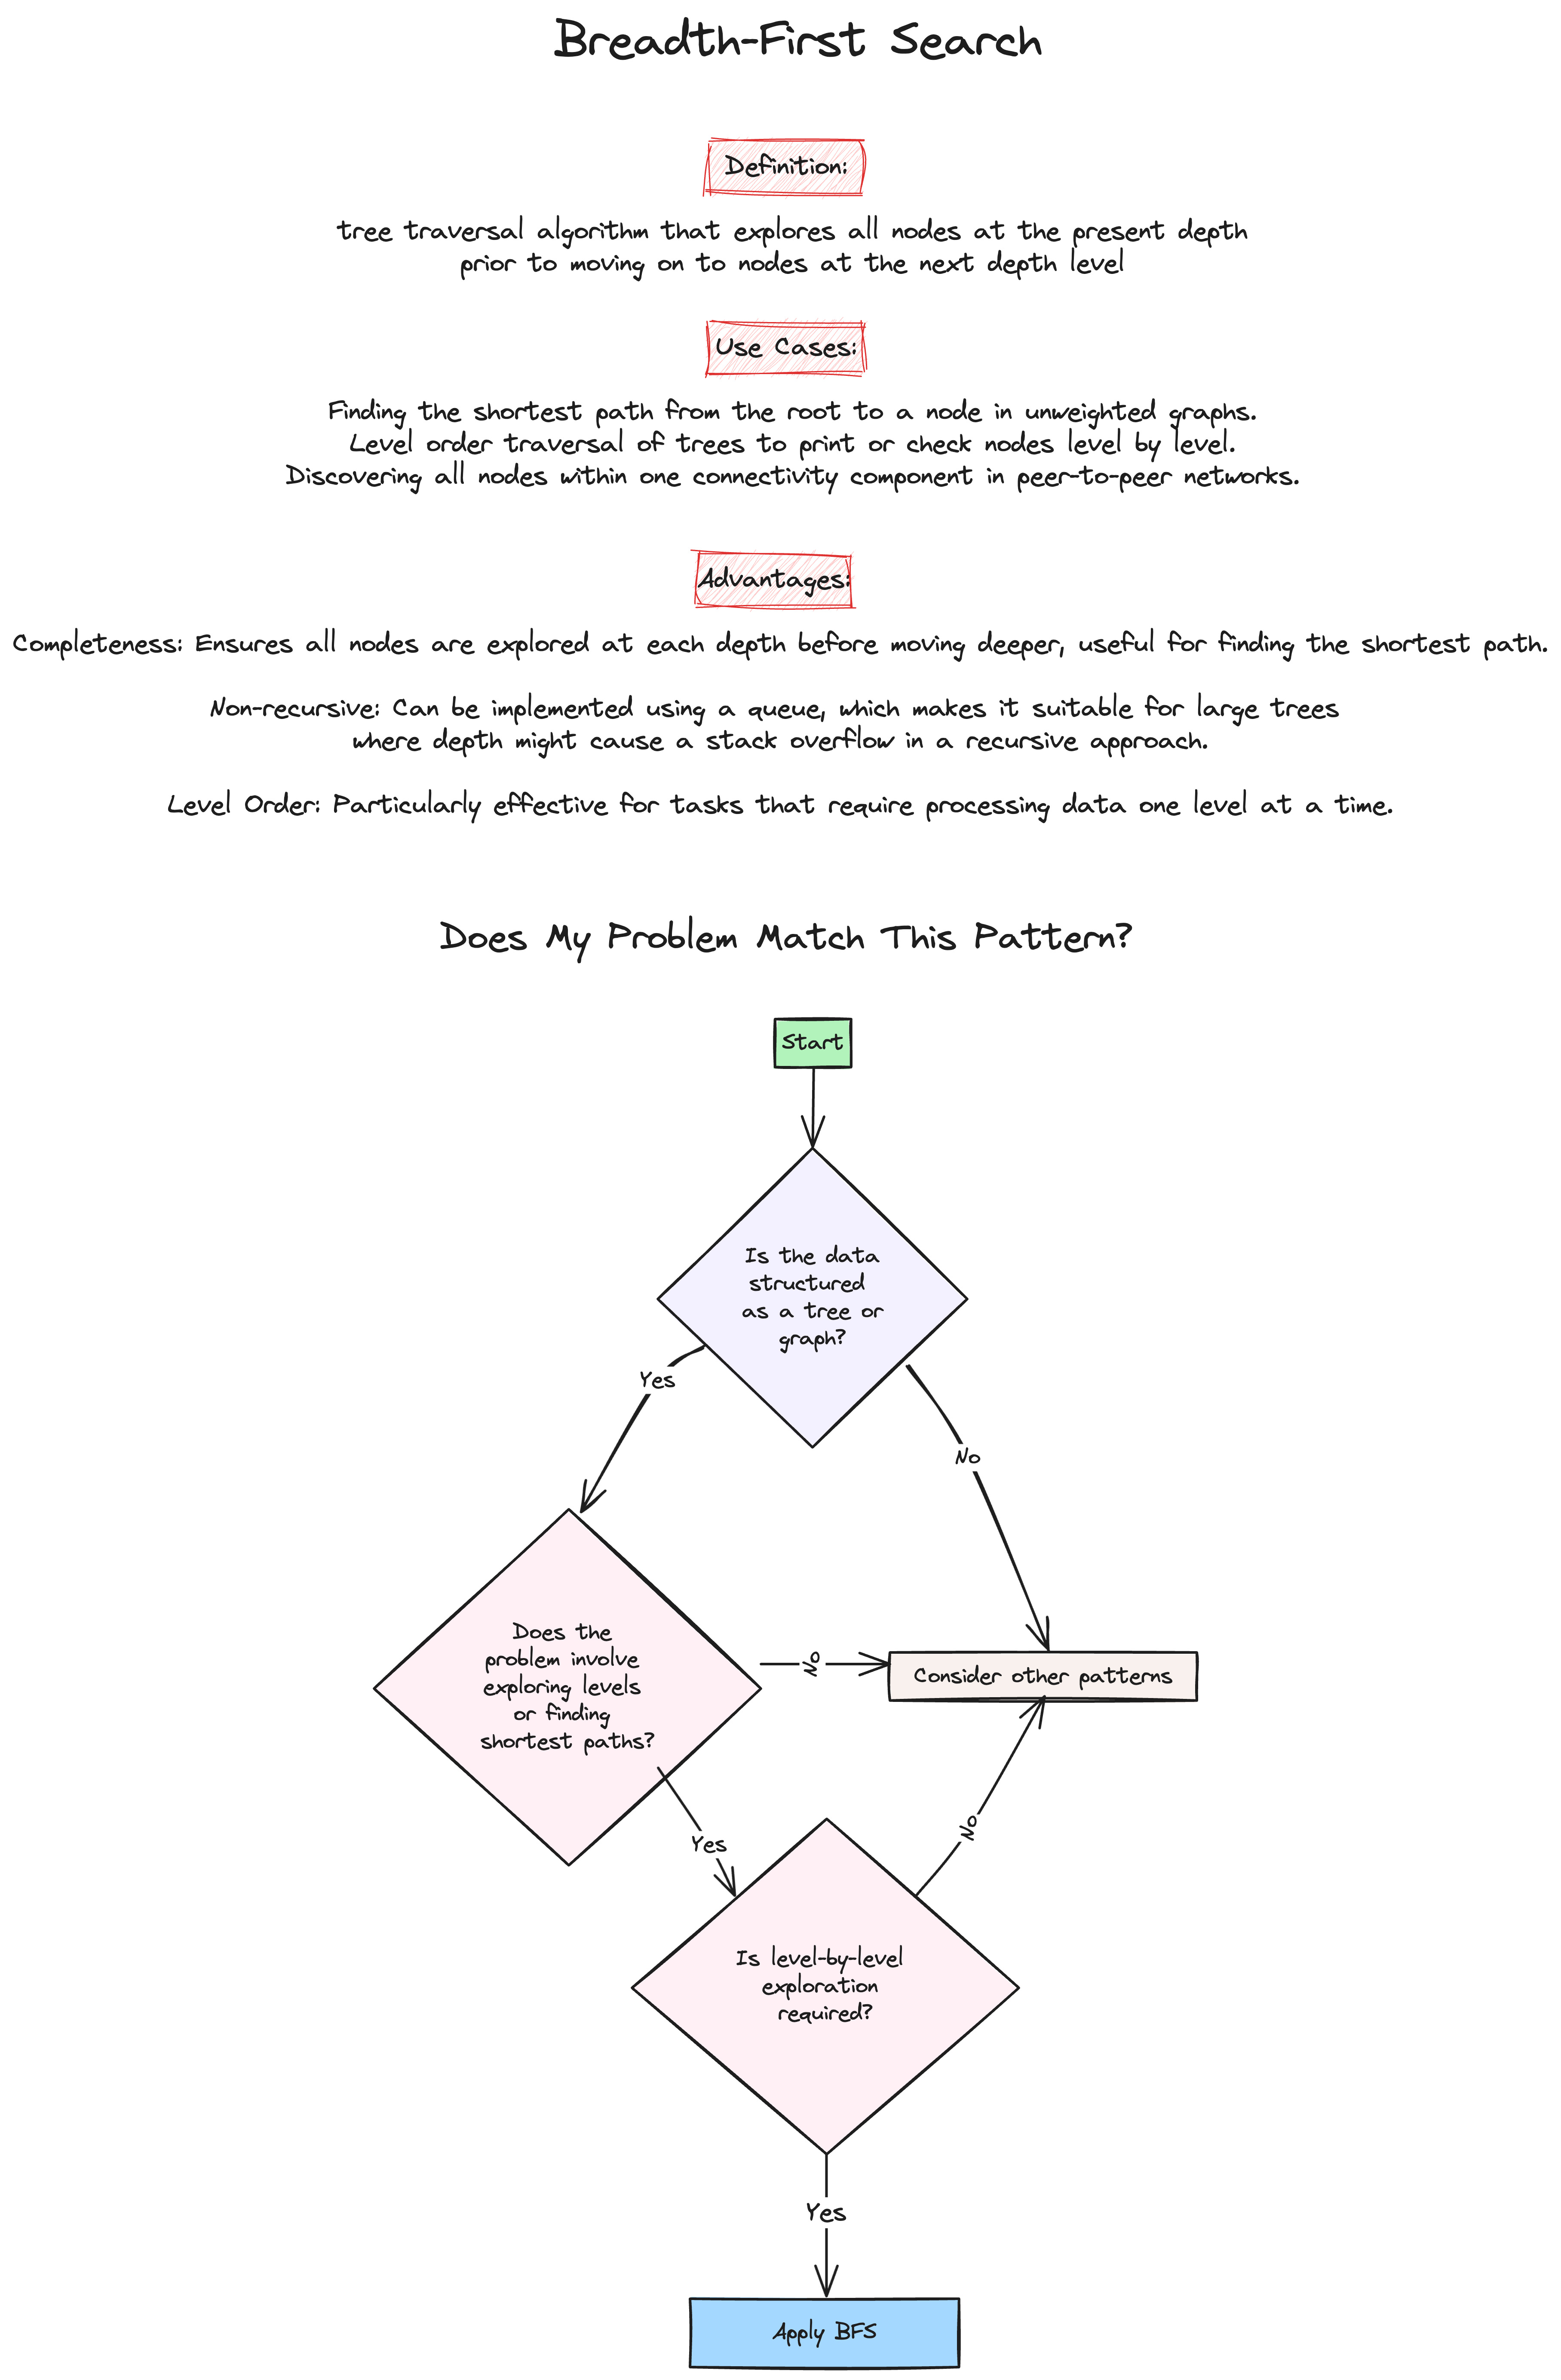 Breadth-First Search
Definition:
tree traversal algorithm that explores all nodes at the present depth
prior to moving on to nodes at the next depth level
Use Cases:
Finding the shortest path from the root to a node in unweighted graphs.
Level order traversal of trees to print or check nodes level by level.
Discovering all nodes within one connectivity component in peer-to-peer networks.
Advantages:
Completeness: Ensures all nodes are explored at each depth before moving deeper, useful for finding the shortest path.
Non-recursive: Can be implemented using a queue, which makes it suitable for large trees
where depth might cause a stack overflow in a recursive approach.
Level Order: Particularly effective for tasks that require processing data one level at a time.
Does My Problem Match This Pattern?
Start
Is the data
structured
as a tree or
graph?
Yes
No
Does the
problem involve
exploring levels
or finding
shortest paths?
No
Consider other patterns
Yes
No
Is level-by-level
exploration
required?
Yes
Apply BFS